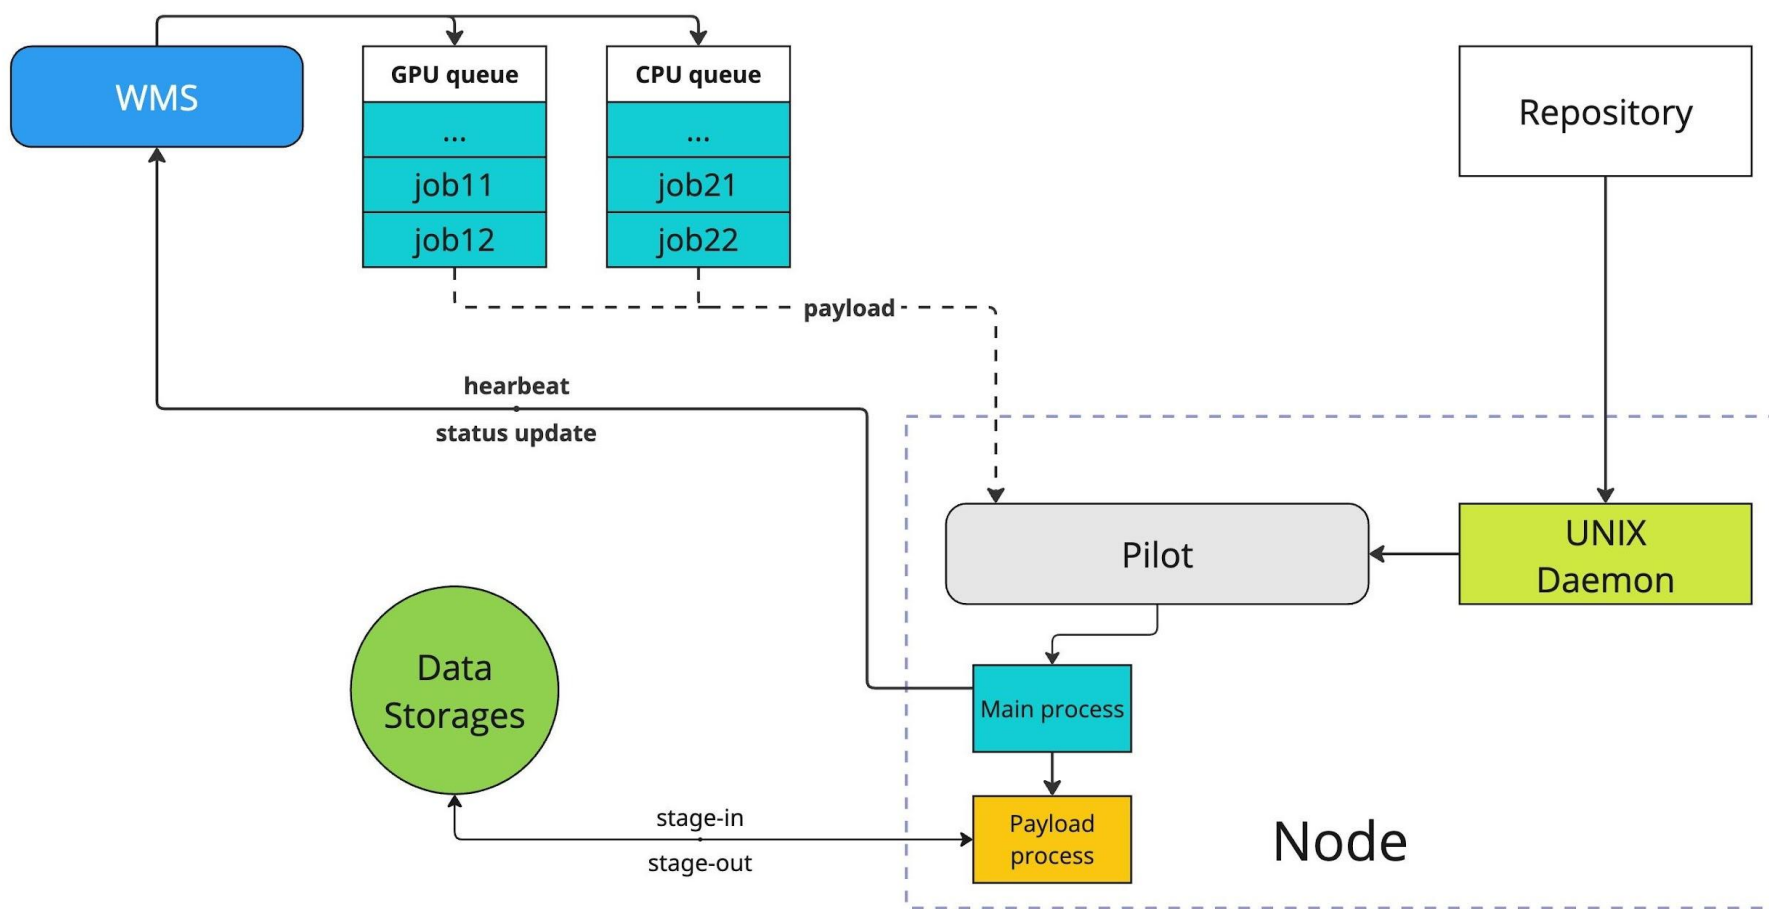 WMS
GPU queue
...
job11
job12
CPU queue
...
job21
job22
Repository
payload
hearbeat
status update
Pilot
UNIX
Daemon
Data
Storages
Main process
stage-in
stage-out
Payload
process
Node